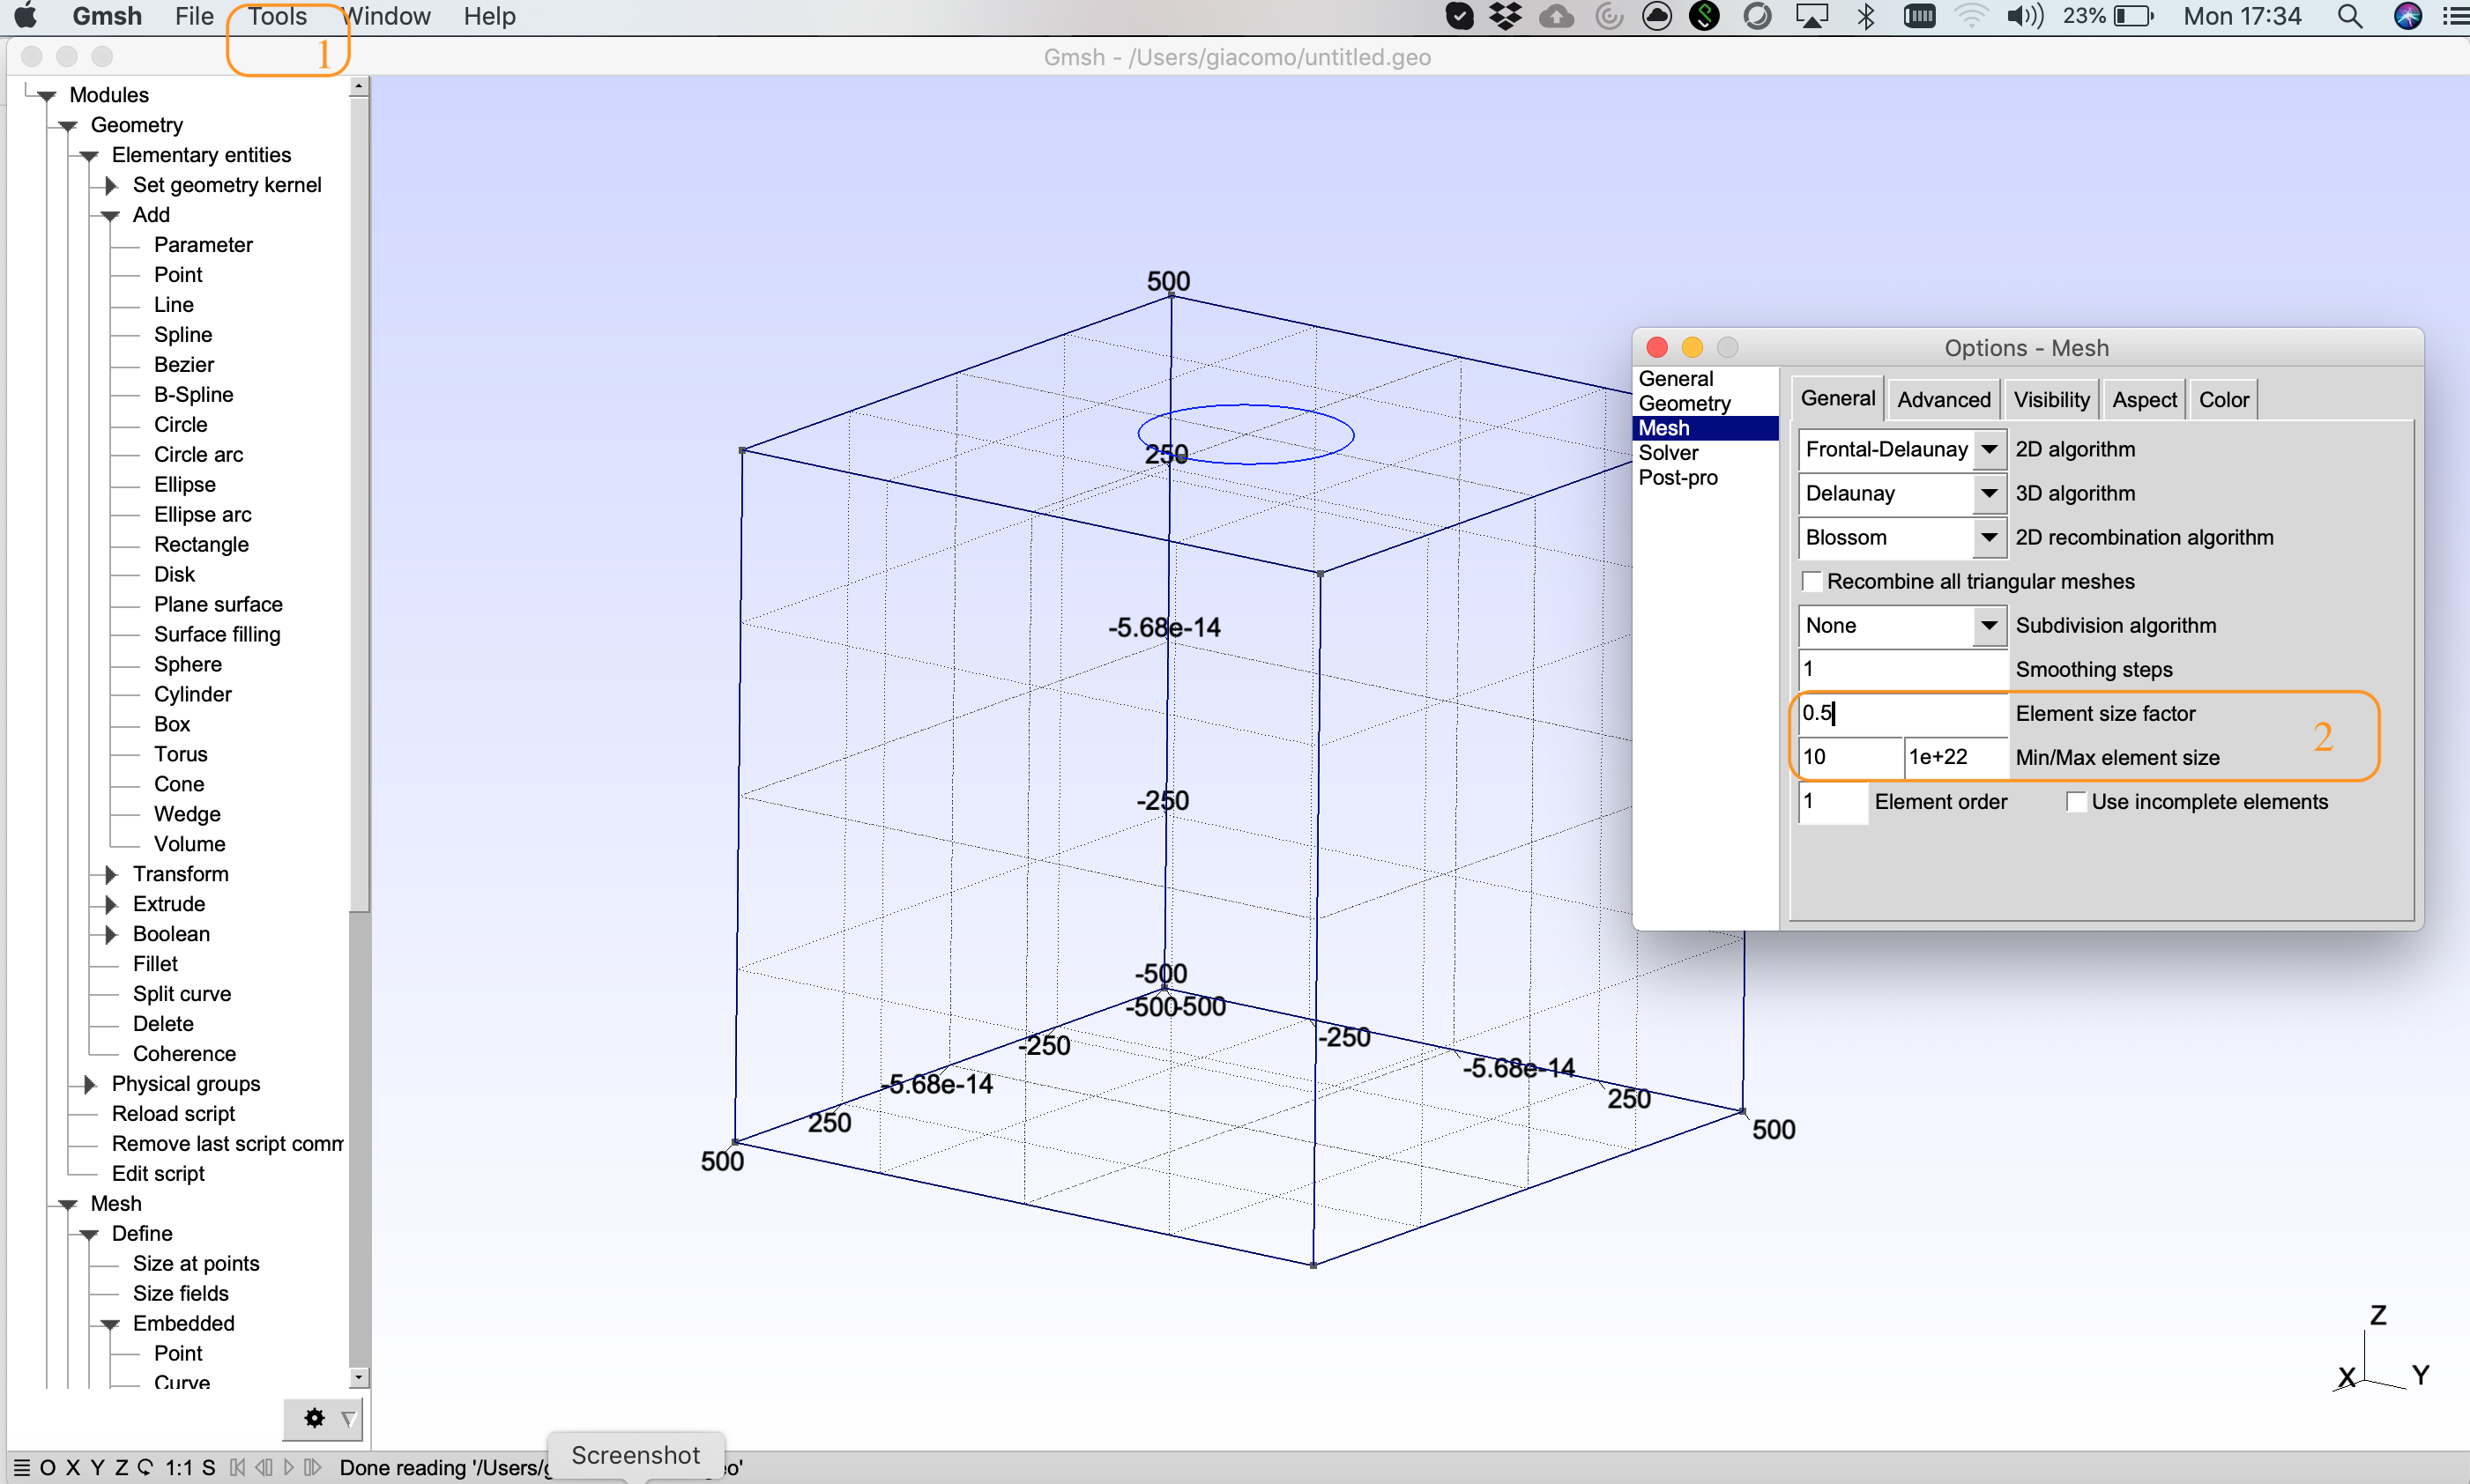 Gmsh File Tools Window Help 23% Mon 17:34
1
Gmsh - /Users/giacomo/untitled.geo
Modules
Geometry
Elementary entities
Set geometry kernel
Add
Parameter
Point
Line
Spline
Bezier
B-Spline
Circle
Circle arc
Ellipse
Ellipse arc
Rectangle
Disk
Plane surface
Surface filling
Sphere
Cylinder
Box
Torus
Cone
Wedge
Volume
Transform
Extrude
Boolean
Fillet
Split curve
Delete
Coherence
Physical groups
Reload script
Remove last script comm
Edit script
Mesh
Define
Size at points
Size fields
Embedded
Point
Curve
500
250
-5.68e-14
-250
-500
-500-500
-250
-250
-5.68e-14
-5.68e-14
250
250
500
500
Options - Mesh
General
Geometry
Mesh
Solver
Post-pro
General Advanced Visibility Aspect Color
Frontal-Delaunay 2D algorithm
Delaunay 3D algorithm
Blossom 2D recombination algorithm
Recombine all triangular meshes
None Subdivision algorithm
1 Smoothing steps
0.5 Element size factor
2
10 1e+22 Min/Max element size
1 Element order Use incomplete elements
Z
X Y
O X Y Z 1:1 S Done reading '/Users/g eo'
Screenshot